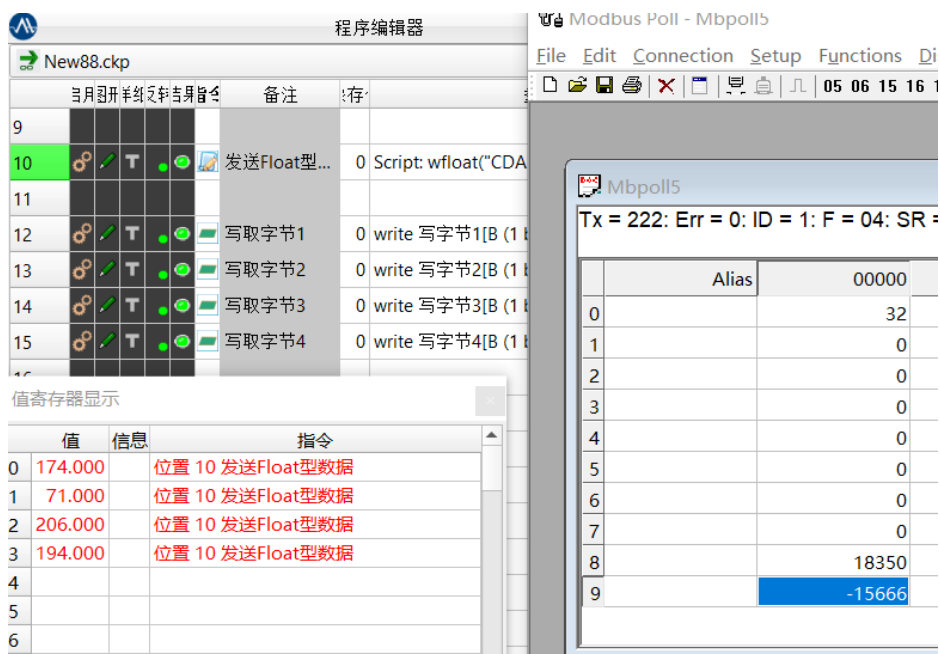 程序编辑器
New88.ckp
备注
9
10 发送Float型... 0 Script: wfloat("CDA
11
12 写取字节1 0 write 写字节1[B (1
13 写取字节2 0 write 写字节2[B (1
14 写取字节3 0 write 写字节3[B (1
15 写取字节4 0 write 写字节4[B (1
值寄存器显示
值 信息 指令
0 174.000 位置 10 发送Float型数据
1 71.000 位置 10 发送Float型数据
2 206.000 位置 10 发送Float型数据
3 194.000 位置 10 发送Float型数据
4
5
6
Modbus Poll - Mbpoll5
File Edit Connection Setup Functions Di
05 06 15 16
Mbpoll5
Tx = 222: Err = 0: ID = 1: F = 04: SR =
Alias 00000
0 32
1 0
2 0
3 0
4 0
5 0
6 0
7 0
8 18350
9 -15666